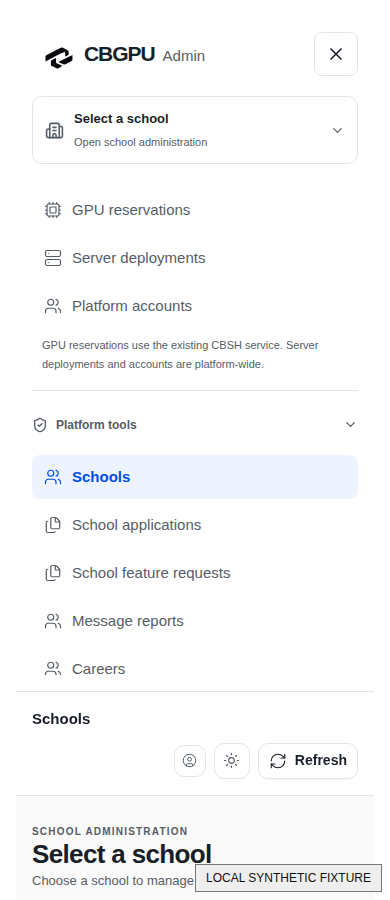 CBGPU Admin
Select a school
Open school administration
GPU reservations
Server deployments
Platform accounts
GPU reservations use the existing CBSH service. Server
deployments and accounts are platform-wide.
Platform tools
Schools
School applications
School feature requests
Message reports
Careers
Schools
Refresh
SCHOOL ADMINISTRATION
Select a school
Choose a school to manage
LOCAL SYNTHETIC FIXTURE